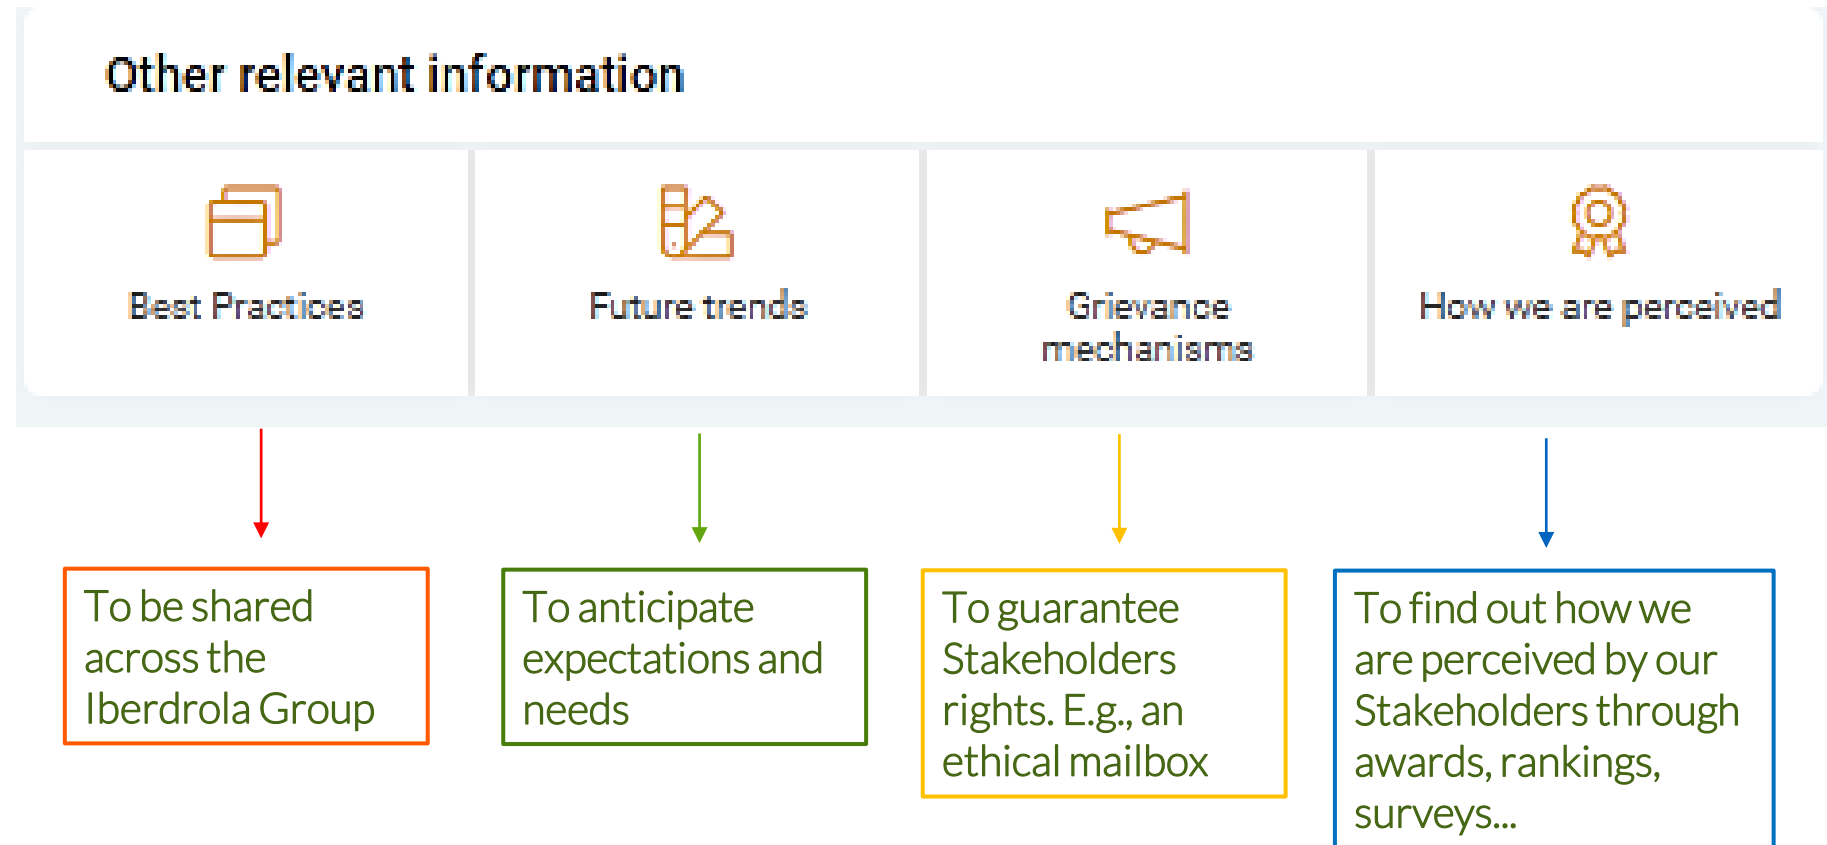 Other relevant information
Best Practices
Future trends
Grievance
mechanisms
How we are perceived
To be shared
across the
Iberdrola Group
To anticipate
expectations and
needs
To guarantee
Stakeholders
rights. E.g., an
ethical mailbox
To find out how we
are perceived by our
Stakeholders through
awards, rankings,
surveys...